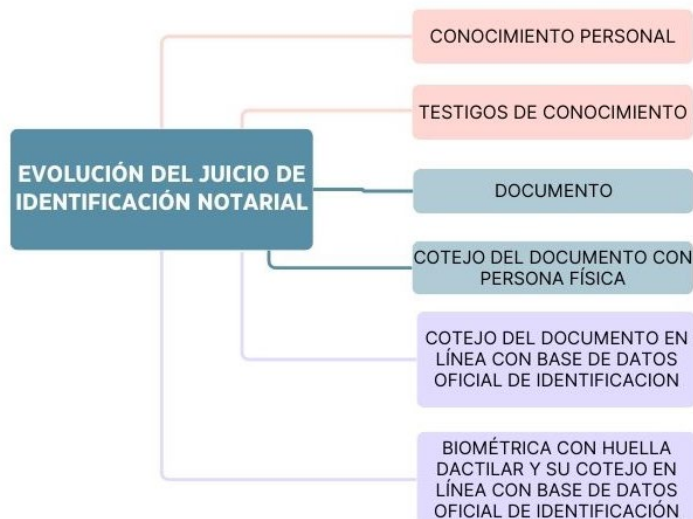 EVOLUCIÓN DEL JUICIO DE
IDENTIFICACIÓN NOTARIAL
CONOCIMIENTO PERSONAL
TESTIGOS DE CONOCIMIENTO
DOCUMENTO
COTEJO DEL DOCUMENTO CON
PERSONA FÍSICA
COTEJO DEL DOCUMENTO EN
LÍNEA CON BASE DE DATOS
OFICIAL DE IDENTIFICACION
BIOMÉTRICA CON HUELLA
DACTILAR Y SU COTEJO EN
LÍNEA CON BASE DE DATOS
OFICIAL DE IDENTIFICACIÓN